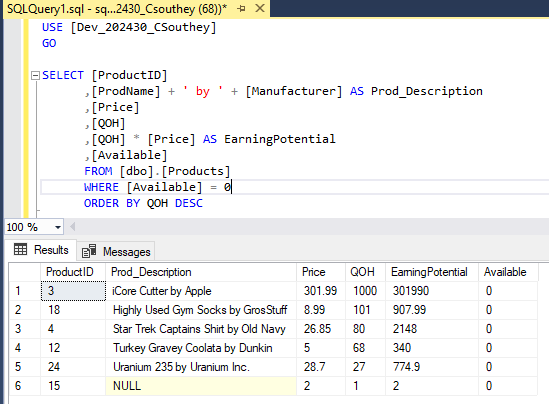 SQLQuery1.sql - sq...2430_Csouthey (68))*
USE [Dev_202430_CSouthey]
GO
SELECT [ProductID]
,[ProdName] + ' by ' + [Manufacturer] AS Prod_Description
,[Price]
,[QOH]
,[QOH] * [Price] AS EarningPotential
,[Available]
FROM [dbo].[Products]
WHERE [Available] = 0
ORDER BY QOH DESC
100 %
Results Messages
ProductID Prod_Description Price QOH EarningPotential Available
1 3 iCore Cutter by Apple 301.99 1000 301990 0
2 18 Highly Used Gym Socks by GrosStuff 8.99 101 907.99 0
3 4 Star Trek Captains Shirt by Old Navy 26.85 80 2148 0
4 12 Turkey Gravey Coolata by Dunkin 5 68 340 0
5 24 Uranium 235 by Uranium Inc. 28.7 27 774.9 0
6 15 NULL 2 1 2 0